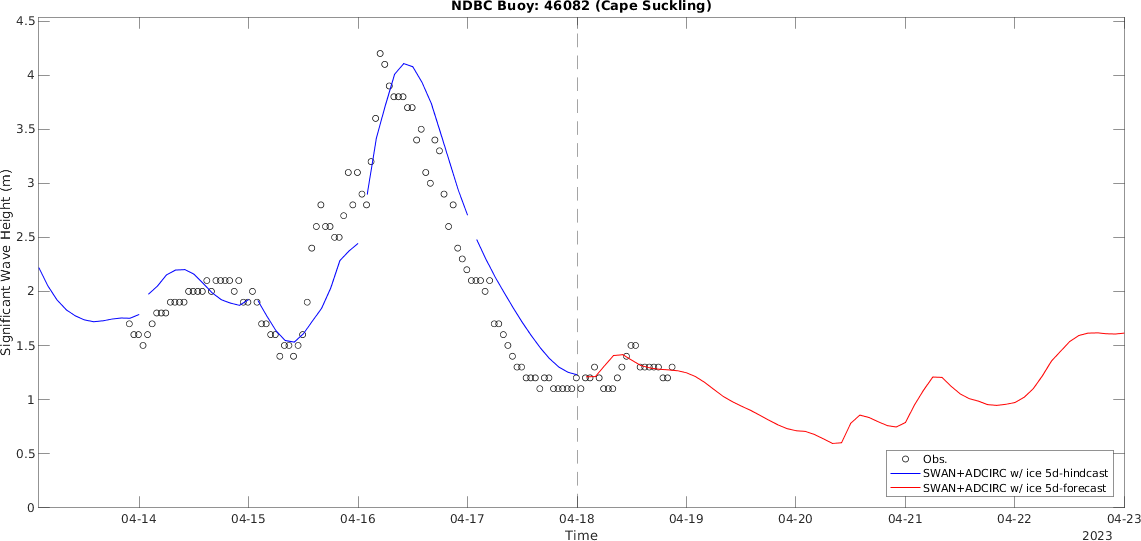 NDBC Buoy: 46082 (Cape Suckling)
4.5
4
3.5
3
2.5
2
1.5
1
0.5
0
Significant Wave Height (m)
04-14 04-15 04-16 04-17 04-18 04-19 04-20 04-21 04-22 04-23
Time
2023
Obs.
SWAN+ADCIRC w/ ice 5d-hindcast
SWAN+ADCIRC w/ ice 5d-forecast